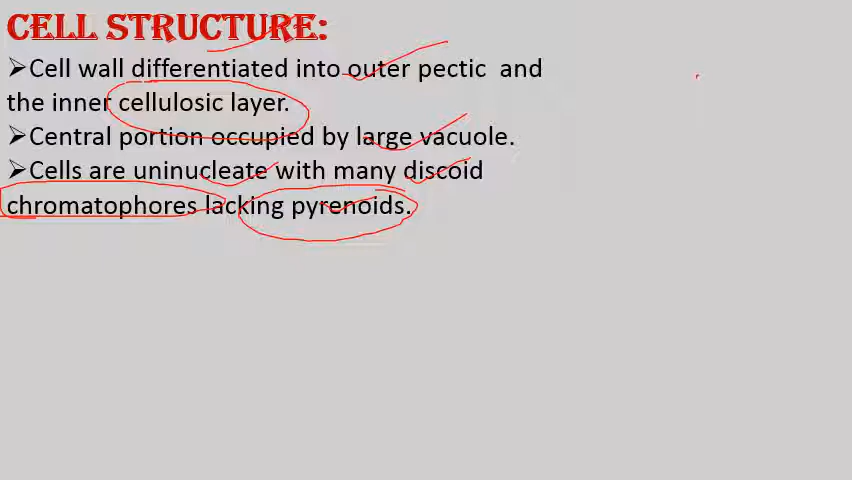 CELL STRUCTURE:
➢Cell wall differentiated into outer pectic and
the inner cellulosic layer.
➢Central portion occupied by large vacuole.
➢Cells are uninucleate with many discoid
chromatophores lacking pyrenoids.